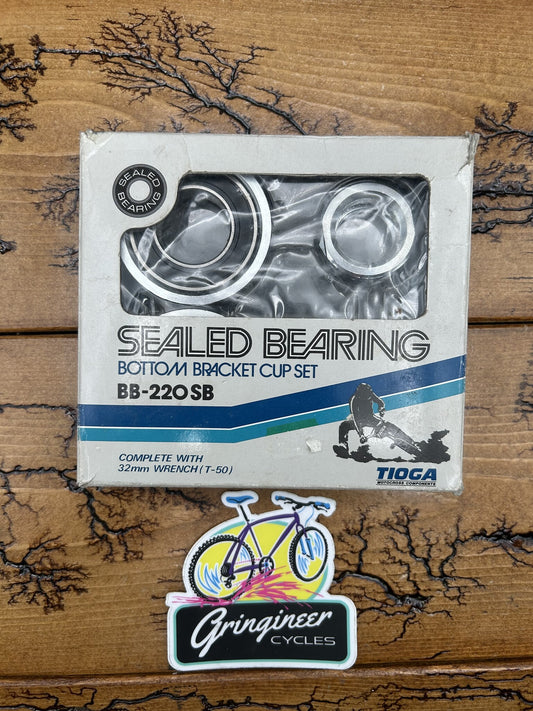 SEALED
BEARING
SEALED BEARING
BOTTOM BRACKET CUP SET
BB-220SB
COMPLETE WITH
32mm WRENCH (T-50)
TIOGA
MOTOCROSS COMPONENTS
Gringineer
CYCLES